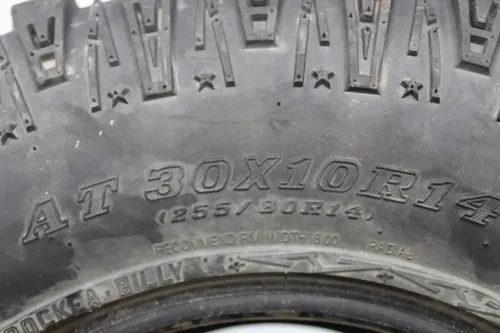 AT 30X10R14
(255/80R14)
RECOMMEND RIM WIDTH 8.00 RADIAL
ROCK-A-BILLY